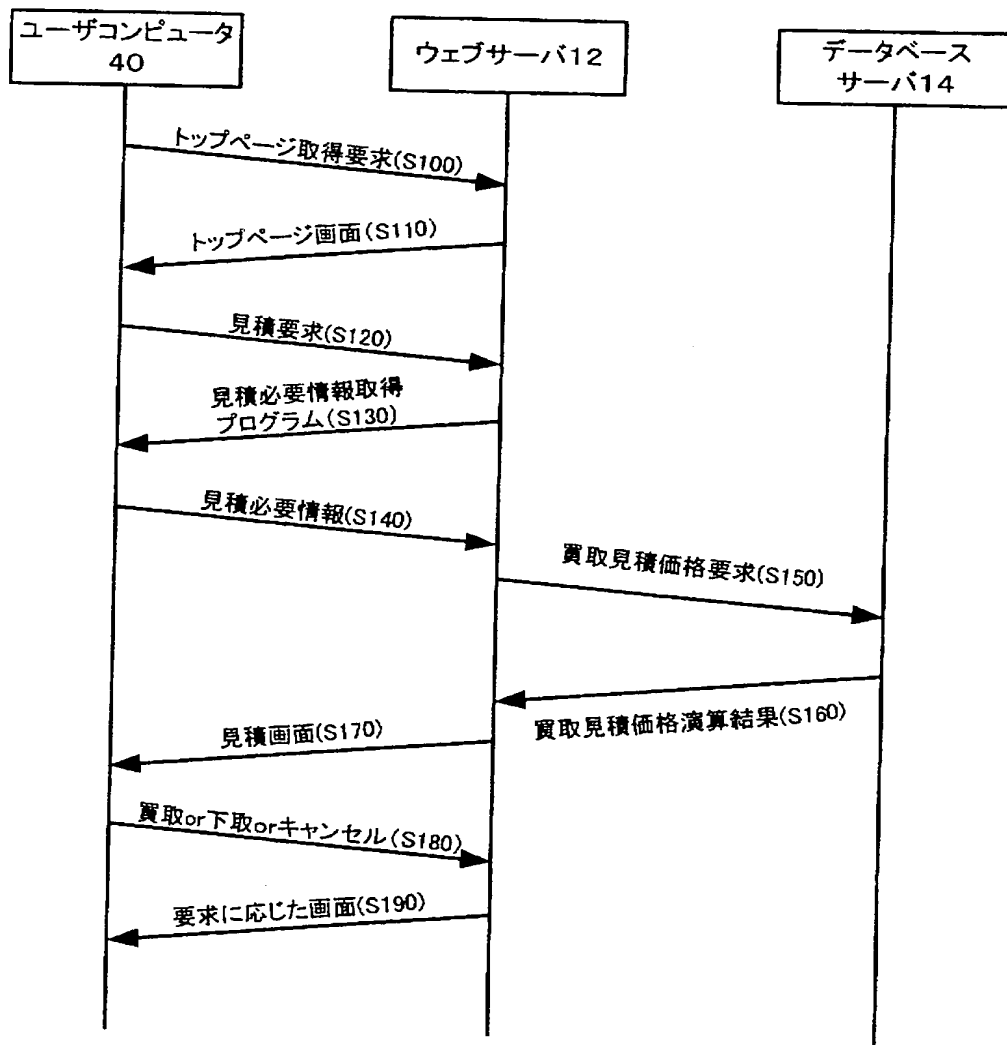 ユーザコンピュータ
40
ウェブサーバ12
データベース
サーバ14
トップページ取得要求(S100)
トップページ画面(S110)
見積要求(S120)
見積必要情報取得
プログラム(S130)
見積必要情報(S140)
買取見積価格要求(S150)
買取見積価格演算結果(S160)
見積画面(S170)
買取or下取orキャンセル(S180)
要求に応じた画面(S190)